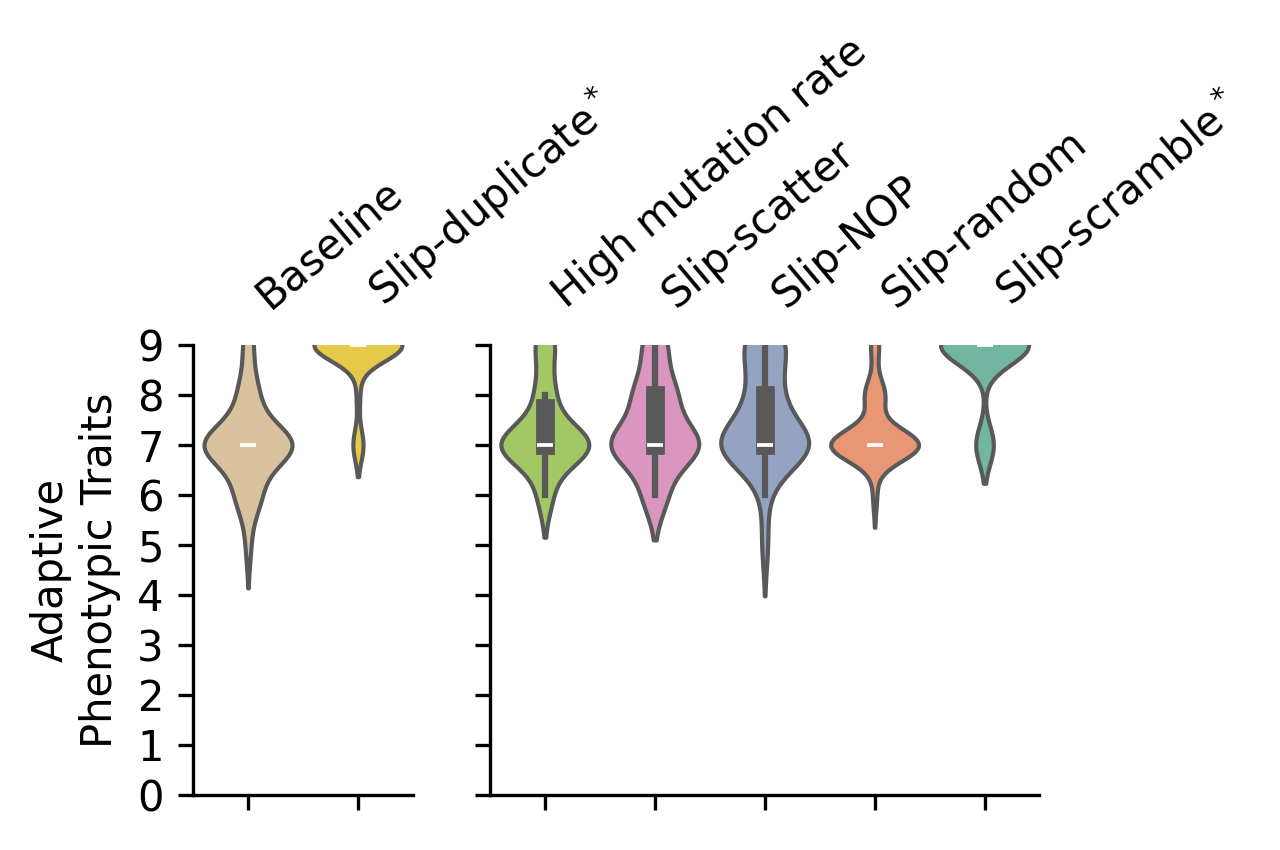 Baseline
Slip-duplicate*
High mutation rate
Slip-scatter
Slip-NOP
Slip-random
Slip-scramble*
Adaptive
Phenotypic Traits
9
8
7
6
5
4
3
2
1
0